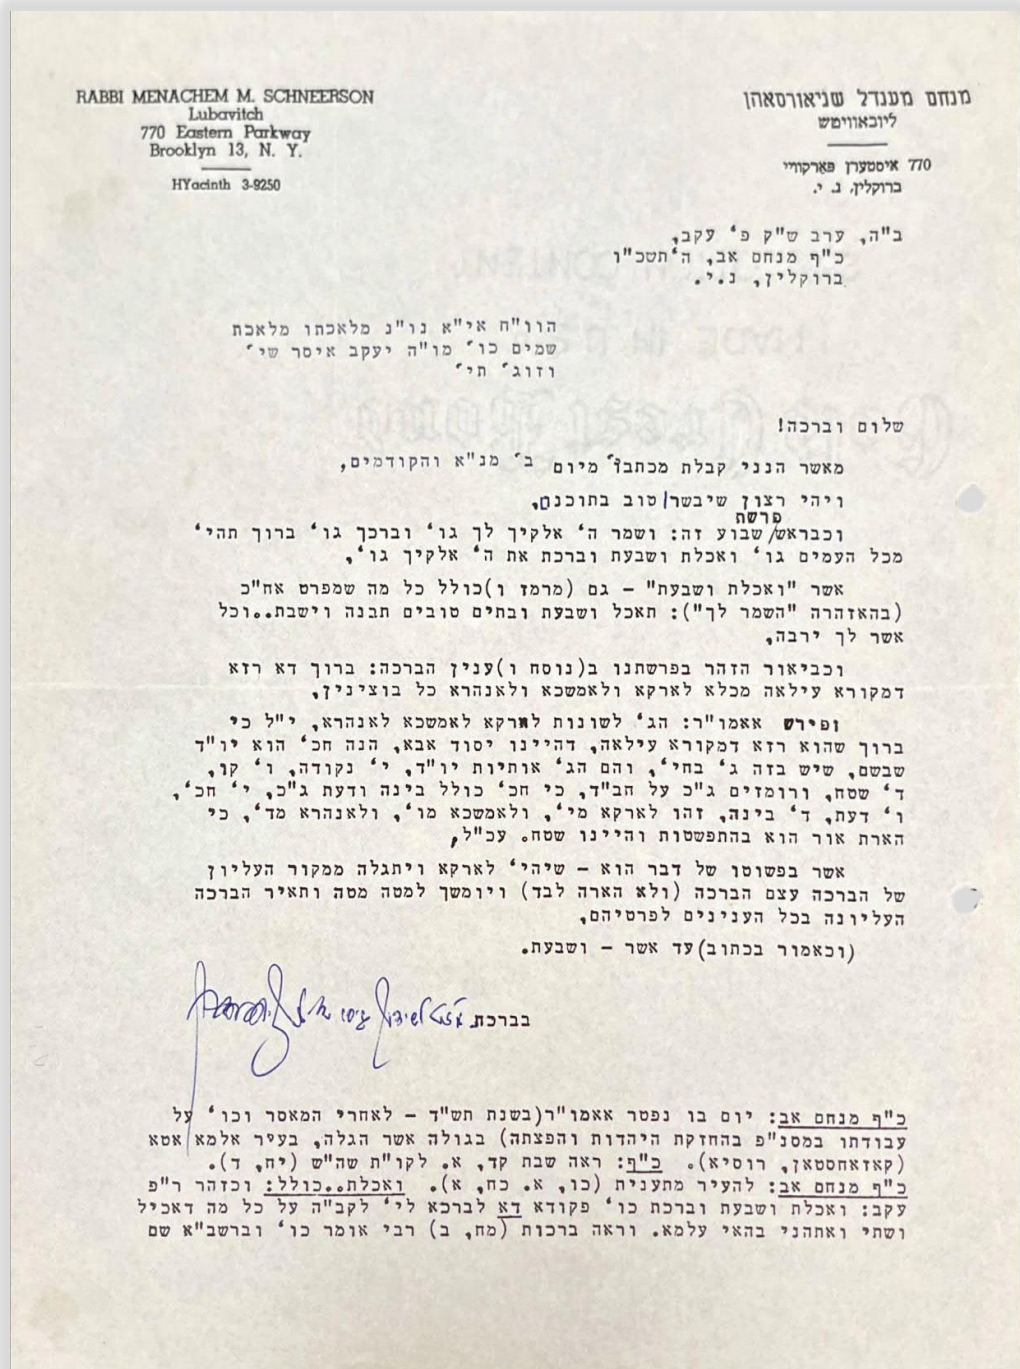 RABBI MENACHEM M. SCHNEERSON
Lubavitch
770 Eastern Parkway
Brooklyn 13, N. Y.
HYacinth 3-9250
מנחם מענדל שניאורסאהן
ליובאוויטש
770 איסטערן פּאַרקוויי
ברוקלין, נ. י.
ב"ה, ערב ש"ק פ' עקב,
כ"ף מנחם אב, ה'תשכ"ו
ברוקלין, נ.י.
הוו"ח אי"א נו"נ מלאכתו מלאכת
שמים כו' מו"ה יעקב איסר שי'
וזוג' תי'
שלום וברכה!
מאשר הנני קבלת מכתבו' מיום ב' מנ"א והקודמים,
ויהי רצון שיבשר טוב בתוכנם,
פרשת
וכבראש/שבוע זה: ושמר ה' אלקיך לך גו' וברכך גו' ברוך תהי'
מכל העמים גו' ואכלת ושבעת וברכת את ה' אלקיך גו',
אשר "ואכלת ושבעת" - גם (מרמז ו)כולל כל מה שמפרט אח"כ
(בהאזהרה "השמר לך"): תאכל ושבעת ובתים טובים תבנה וישבת..וכל
אשר לך ירבה,
וכביאור הזהר בפרשתנו ב(נוסח ו)ענין הברכה: ברוך דא רזא
דמקורא עילאה מכלא לארקא ולאמשכא ולאנהרא כל בוצינין,
ופירש אאמו"ר: הג' לשונות לארקא לאמשכא לאנהרא, י"ל כי
ברוך שהוא רזא דמקורא עילאה, דהיינו יסוד אבא, הנה חכ' הוא יו"ד
שבשם, שיש בזה ג' בחי', והם הג' אותיות יו"ד, י' נקודה, ו' קו,
ד' שטח, ורומזים ג"כ על חב"ד, כי חכ' כולל בינה ודעת ג"כ, י' חכ',
ו' דעת, ד' בינה, זהו לארקא מי', ולאמשכא מו', ולאנהרא מד', כי
הארת אור הוא בהתפשטות והיינו שטח. עכ"ל,
אשר בפשוטו של דבר הוא - שיהי' לארקא ויתגלה ממקור העליון
של הברכה עצם הברכה (ולא הארה לבד) ויומשך למטה מטה ותאיר הברכה
העליונה בכל הענינים לפרטיהם,
(וכאמור בכתוב)עד אשר - ושבעת.
בברכת
כ"ף מנחם אב: יום בו נפטר אאמו"ר(בשנת תש"ד - לאחרי המאסר וכו' על
עבודתו במסנ"פ בהחזקת היהדות והפצתה) בגולה אשר הגלה, בעיר אלמא אטא
(קאזאחסטאן, רוסיא). כ"ף: ראה שבת קד, א. לקו"ת שה"ש (יח, ד).
כ"ף מנחם אב: להעיר מתענית (כו, א. כח, א). ואכלת..כולל: וכזהר ר"פ
עקב: ואכלת ושבעת וברכת כו' פקודא דא לברכא לי' לקב"ה על כל מה דאכיל
ושתי ואתהני בהאי עלמא. וראה ברכות (מח, ב) רבי אומר כו' וברשב"א שם